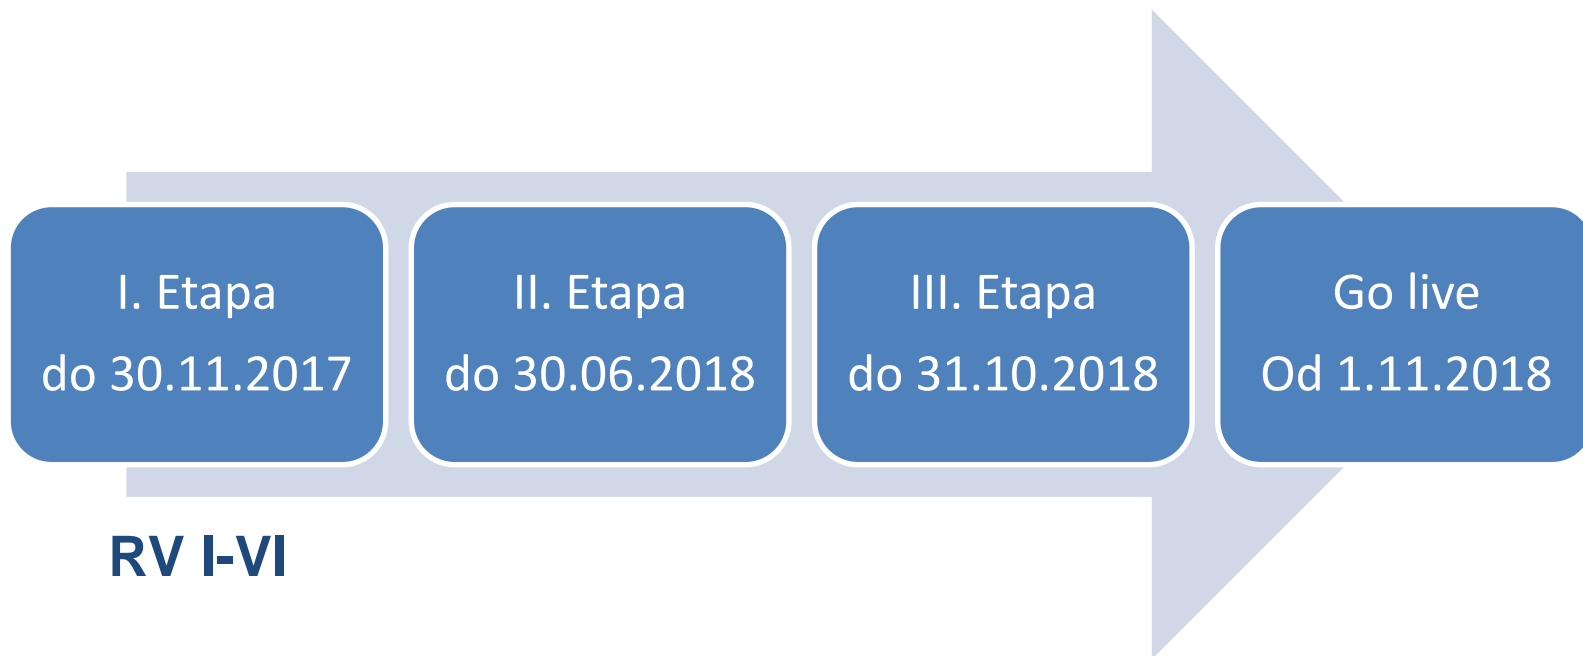 I. Etapa
do 30.11.2017
II. Etapa
do 30.06.2018
III. Etapa
do 31.10.2018
Go live
Od 1.11.2018
RV I-VI